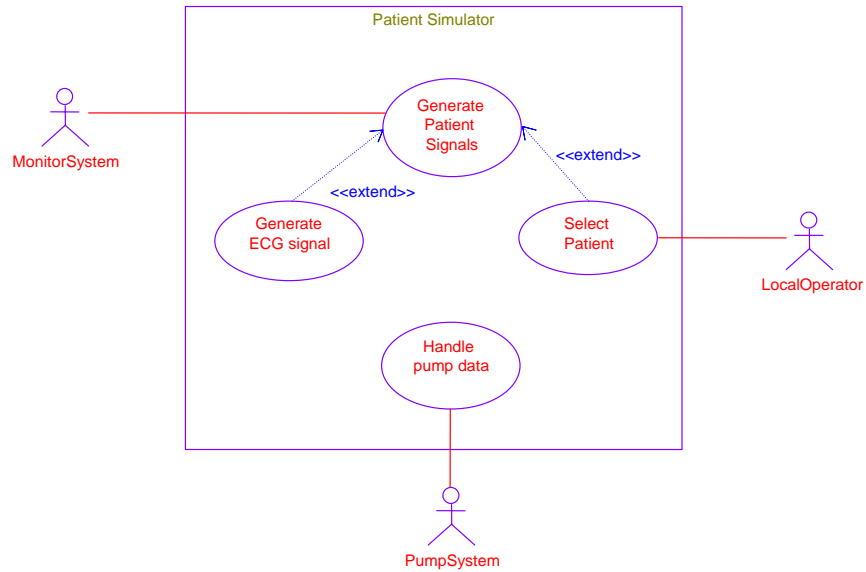 Patient Simulator
Generate
Patient
Signals
MonitorSystem
<<extend>>
<<extend>>
Generate
ECG signal
Select
Patient
LocalOperator
Handle
pump data
PumpSystem